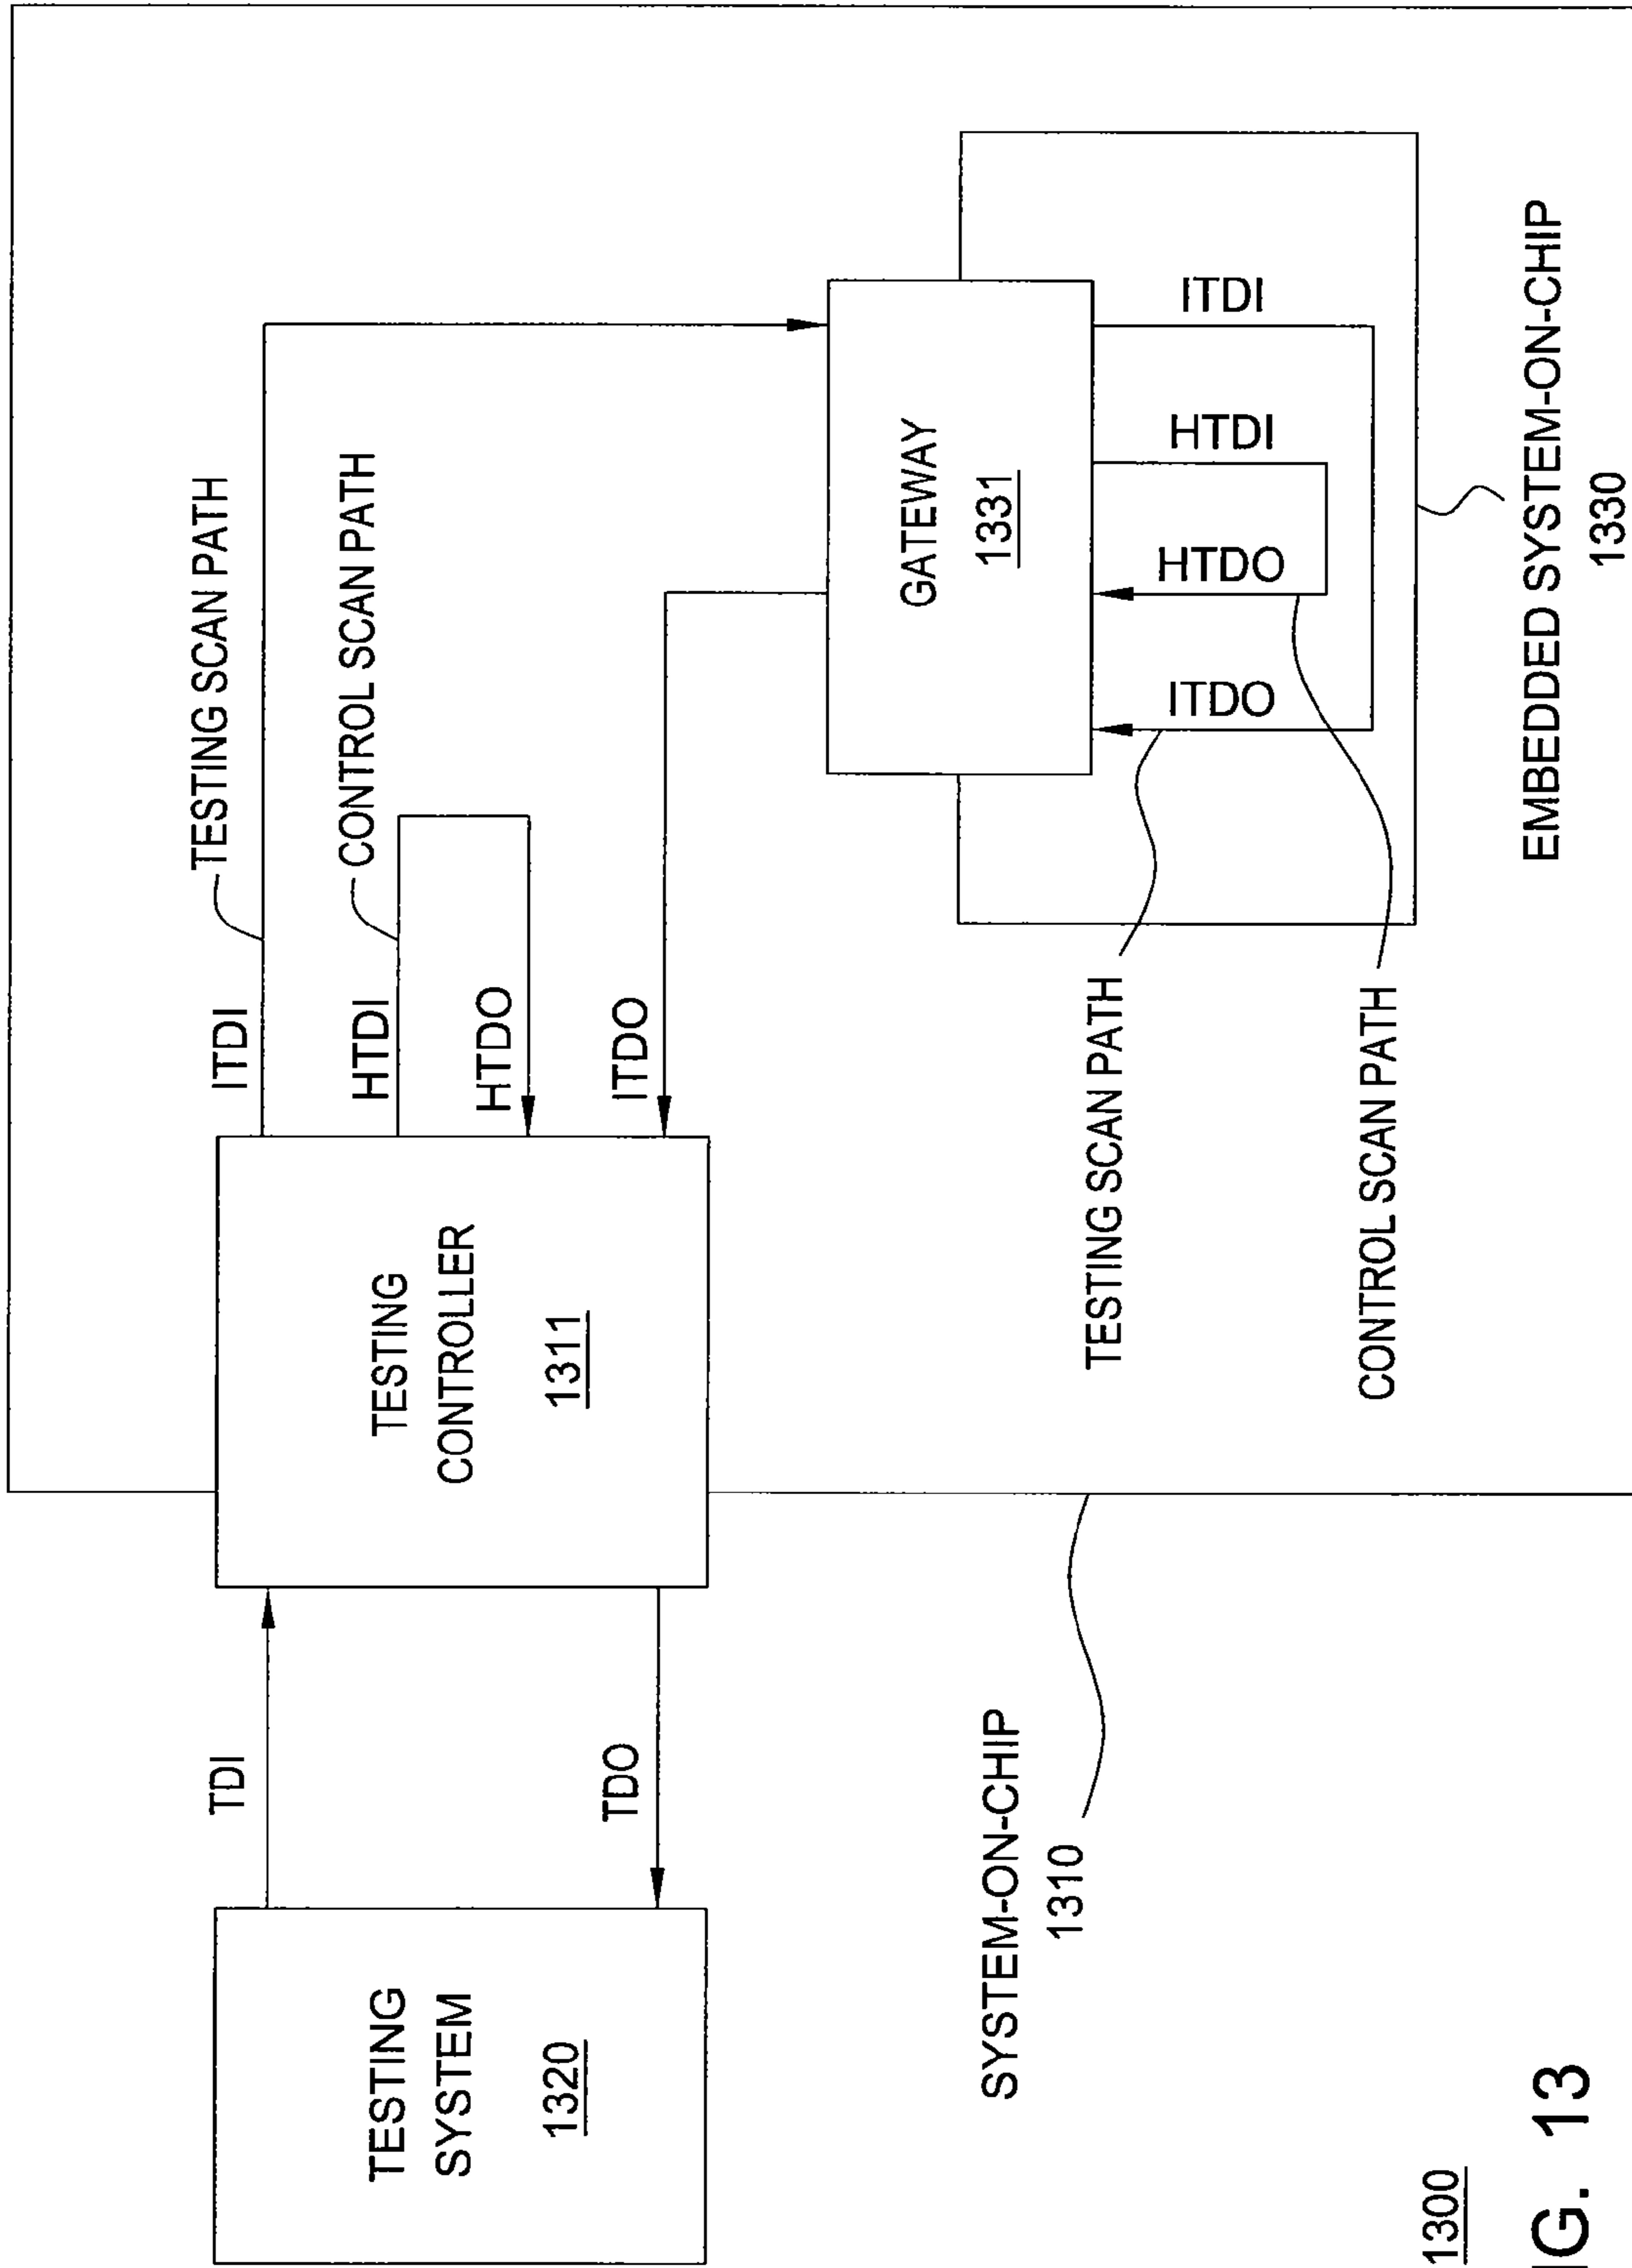 TESTING
SYSTEM
1320
TDI
TDO
TESTING
CONTROLLER
1311
ITDI
HTDI
HTDO
ITDO
TESTING SCAN PATH
CONTROL SCAN PATH
GATEWAY
1331
ITDI
HTDI
HTDO
ITDO
TESTING SCAN PATH
CONTROL SCAN PATH
EMBEDDED SYSTEM-ON-CHIP
1330
SYSTEM-ON-CHIP
1310
1300
G. 13